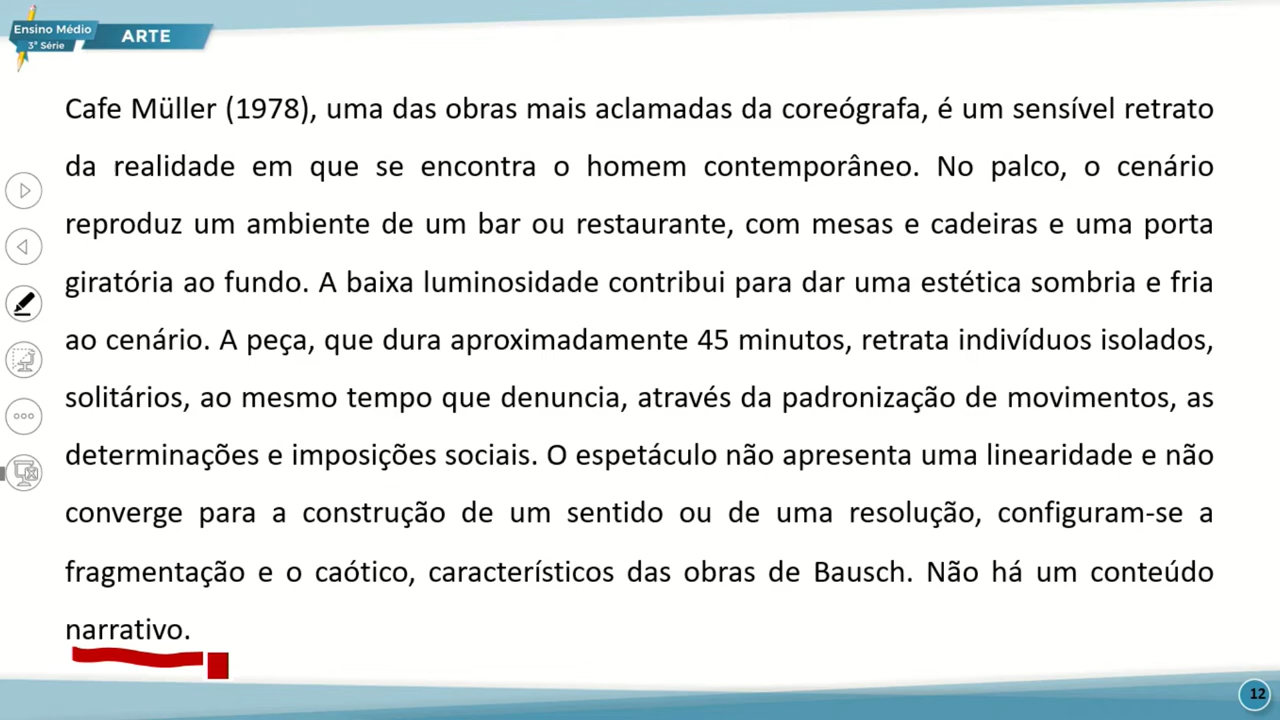 Ensino Médio
3ª Série
ARTE
Cafe Müller (1978), uma das obras mais aclamadas da coreógrafa, é um sensível retrato
da realidade em que se encontra o homem contemporâneo. No palco, o cenário
reproduz um ambiente de um bar ou restaurante, com mesas e cadeiras e uma porta
giratória ao fundo. A baixa luminosidade contribui para dar uma estética sombria e fria
ao cenário. A peça, que dura aproximadamente 45 minutos, retrata indivíduos isolados,
solitários, ao mesmo tempo que denuncia, através da padronização de movimentos, as
determinações e imposições sociais. O espetáculo não apresenta uma linearidade e não
converge para a construção de um sentido ou de uma resolução, configuram-se a
fragmentação e o caótico, característicos das obras de Bausch. Não há um conteúdo
narrativo.
12